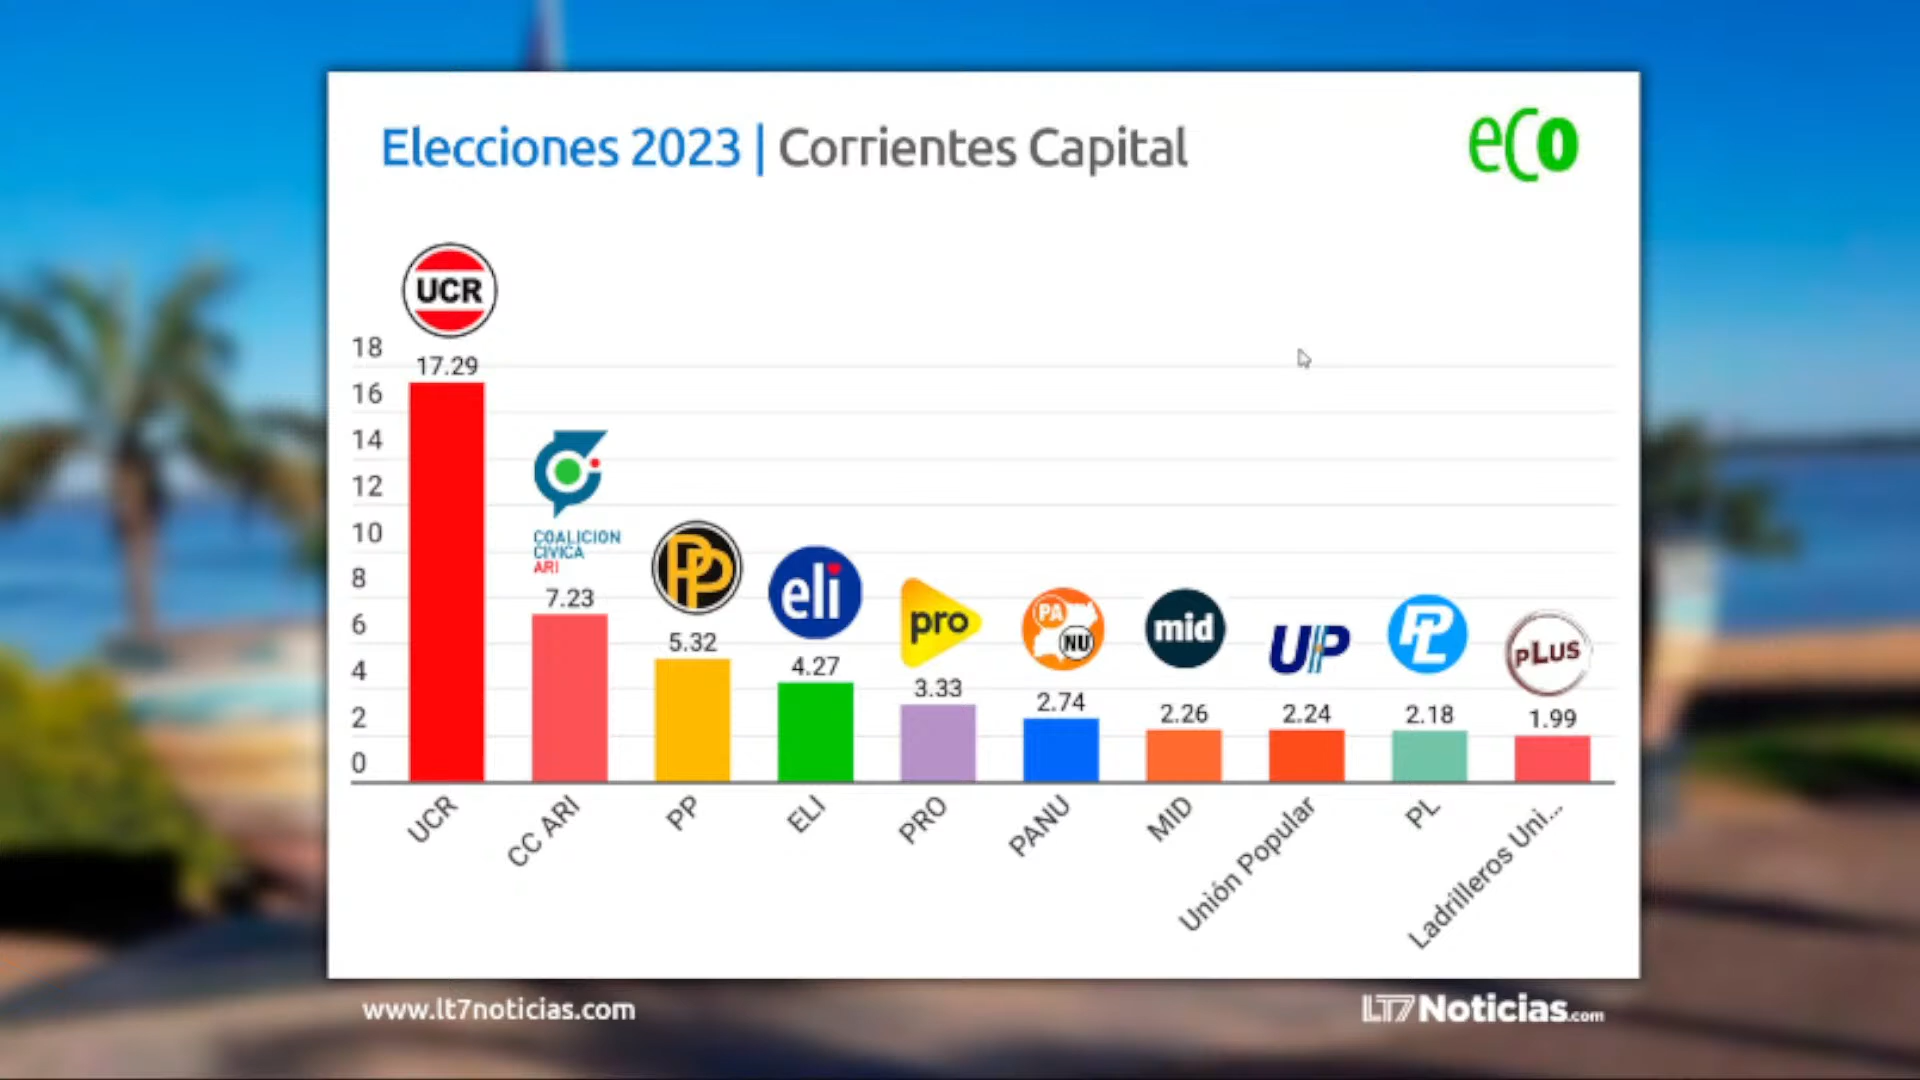 Elecciones 2023 | Corrientes Capital
eco
UCR
18
17.29
16
14
12
10
8
6
4
2
0
COALICION
CIVICA
ARI
7.23
PP
5.32
eli
4.27
pro
3.33
PA
NU
2.74
mid
2.26
UP
2.24
PL
2.18
pLUS
1.99
UCR
CC ARI
PP
ELI
PRO
PANU
MID
Unión Popular
PL
Ladrilleros Uni...
www.lt7noticias.com
LT7Noticias.com